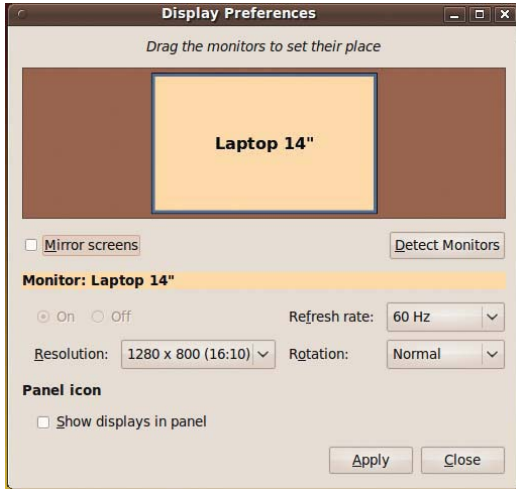 Display Preferences
Drag the monitors to set their place
Laptop 14"
Mirror screens
Detect Monitors
Monitor: Laptop 14"
On Off Refresh rate: 60 Hz
Resolution: 1280 x 800 (16:10) Rotation: Normal
Panel icon
Show displays in panel
Apply Close